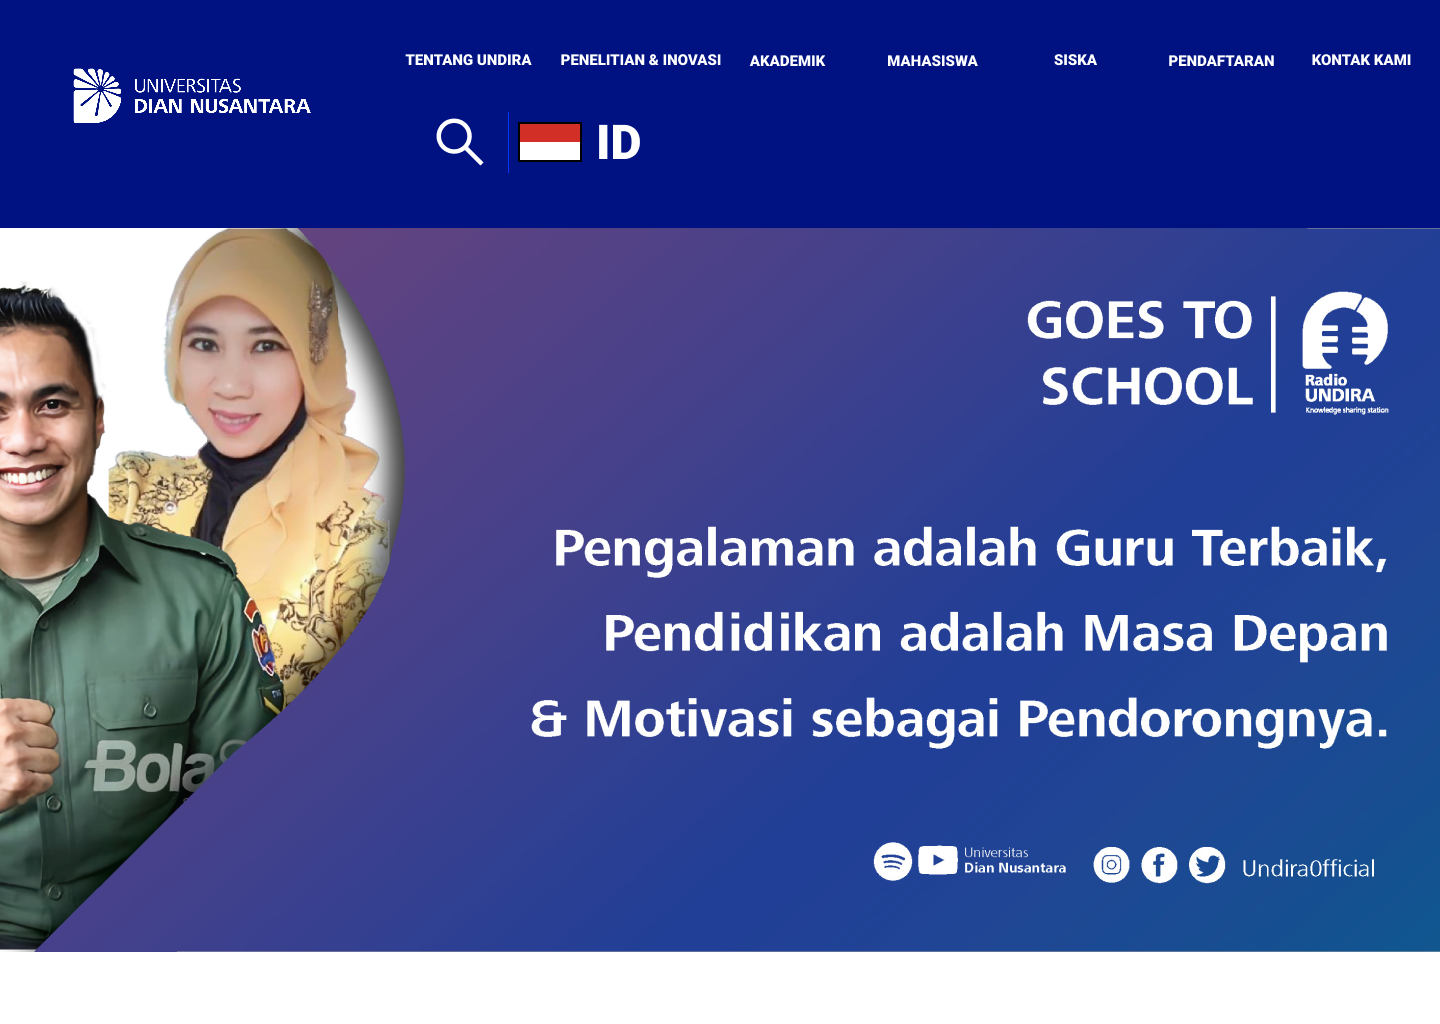 UNIVERSITAS
DIAN NUSANTARA
TENTANG UNDIRA
PENELITIAN & INOVASI
AKADEMIK
MAHASISWA
SISKA
PENDAFTARAN
KONTAK KAMI
ID
GOES TO
SCHOOL
Radio
UNDIRA
Knowledge sharing station
Pengalaman adalah Guru Terbaik,
Pendidikan adalah Masa Depan
& Motivasi sebagai Pendorongnya.
Universitas
Dian Nusantara
UndiraOfficial